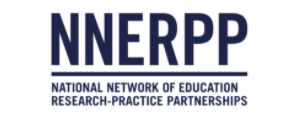 NNERPP
NATIONAL NETWORK OF EDUCATION
RESEARCH-PRACTICE PARTNERSHIPS